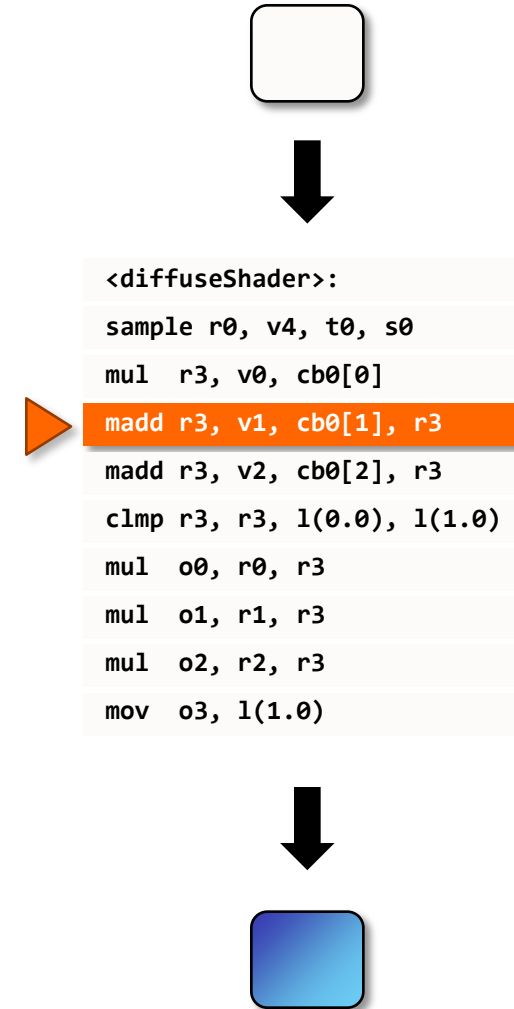 <diffuseShader>:
sample r0, v4, t0, s0
mul  r3, v0, cb0[0]
madd r3, v1, cb0[1], r3
madd r3, v2, cb0[2], r3
clmp r3, r3, l(0.0), l(1.0)
mul  o0, r0, r3
mul  o1, r1, r3
mul  o2, r2, r3
mov  o3, l(1.0)